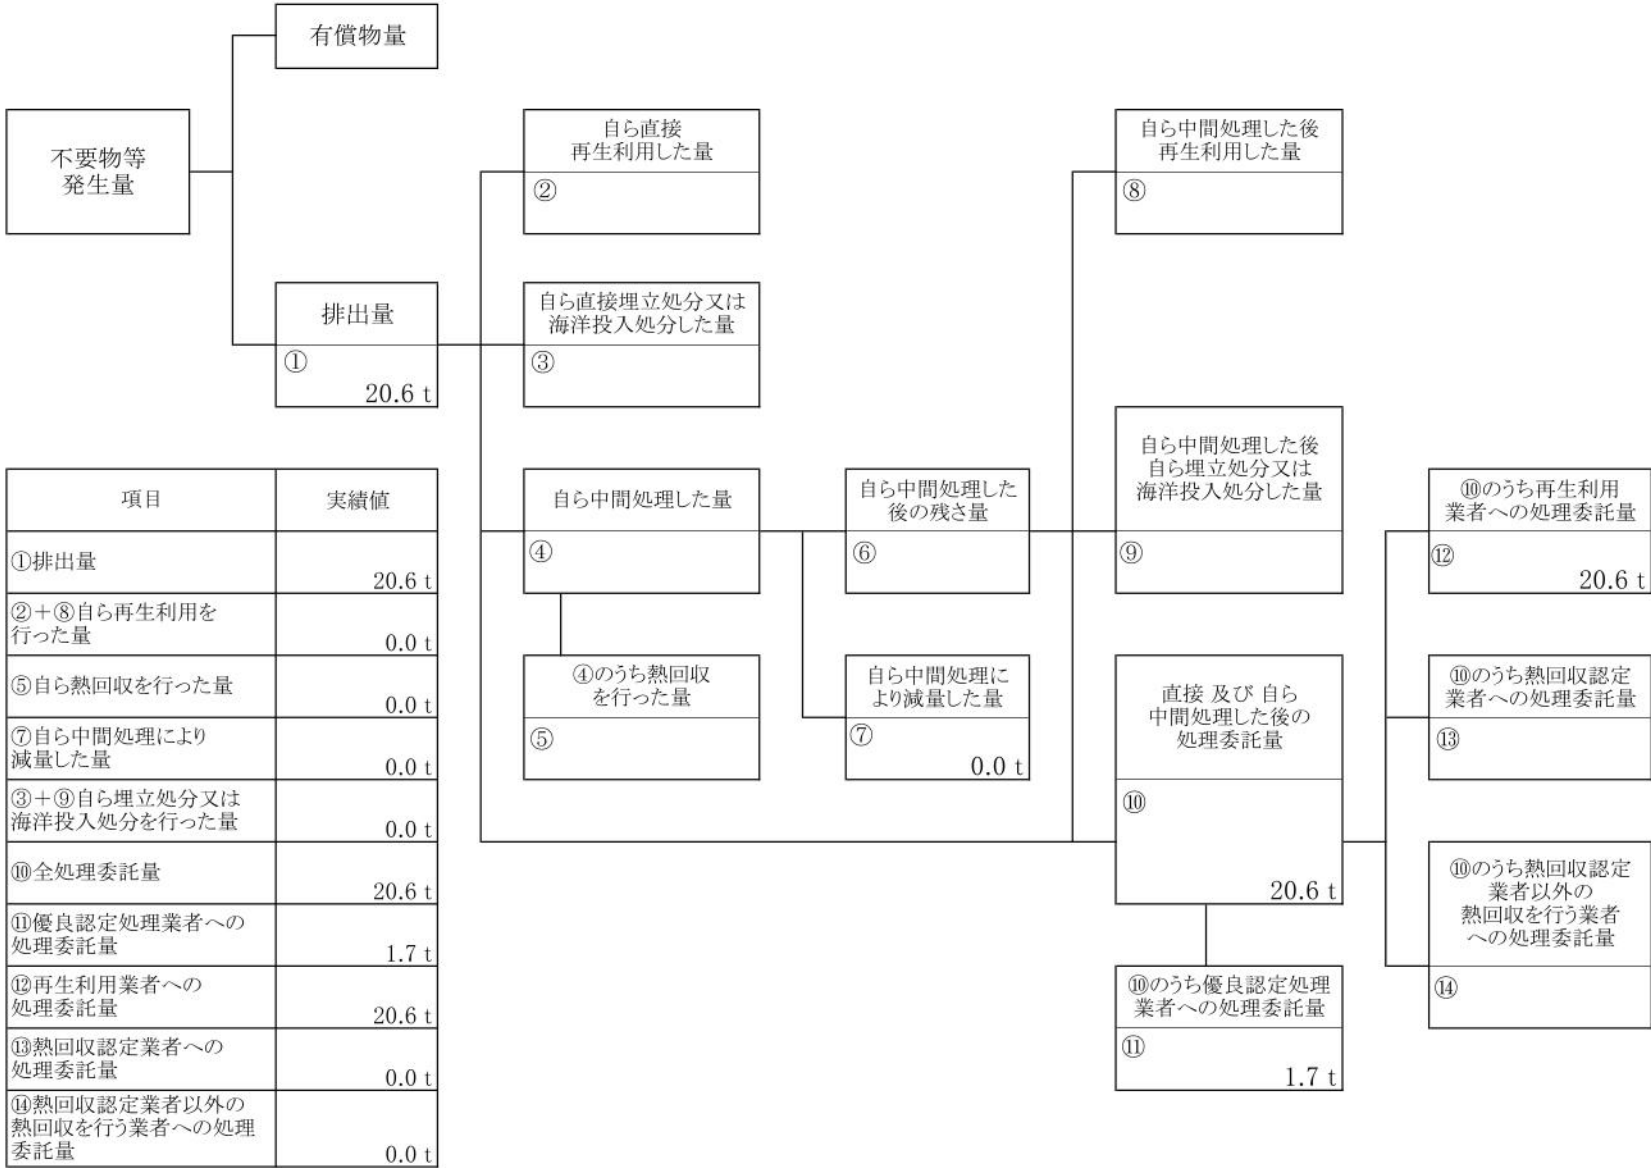 有償物量
不要物等
発生量
自ら直接
再生利用した量
②
自ら中間処理した後
再生利用した量
⑧
排出量
①
20.6 t
自ら直接埋立処分又は
海洋投入処分した量
③
項目
実績値
①排出量
20.6 t
②＋⑧自ら再生利用を
行った量
0.0 t
⑤自ら熱回収を行った量
0.0 t
⑦自ら中間処理により
減量した量
0.0 t
③＋⑨自ら埋立処分又は
海洋投入処分を行った量
0.0 t
⑩全処理委託量
20.6 t
⑪優良認定処理業者への
処理委託量
1.7 t
⑫再生利用業者への
処理委託量
20.6 t
⑬熱回収認定業者への
処理委託量
0.0 t
⑭熱回収認定業者以外の
熱回収を行う業者への処理
委託量
0.0 t
自ら中間処理した量
④
④のうち熱回収
を行った量
⑤
自ら中間処理した
後の残さ量
⑥
自ら中間処理に
より減量した量
⑦
0.0 t
自ら中間処理した後
自ら埋立処分又は
海洋投入処分した量
⑨
直接 及び 自ら
中間処理した後の
処理委託量
⑩
20.6 t
⑩のうち優良認定処理
業者への処理委託量
⑪
1.7 t
⑩のうち再生利用
業者への処理委託量
⑫
20.6 t
⑩のうち熱回収認定
業者への処理委託量
⑬
⑩のうち熱回収認定
業者以外の
熱回収を行う業者
への処理委託量
⑭